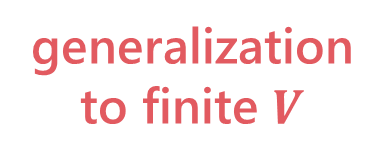 generalization
to finite V